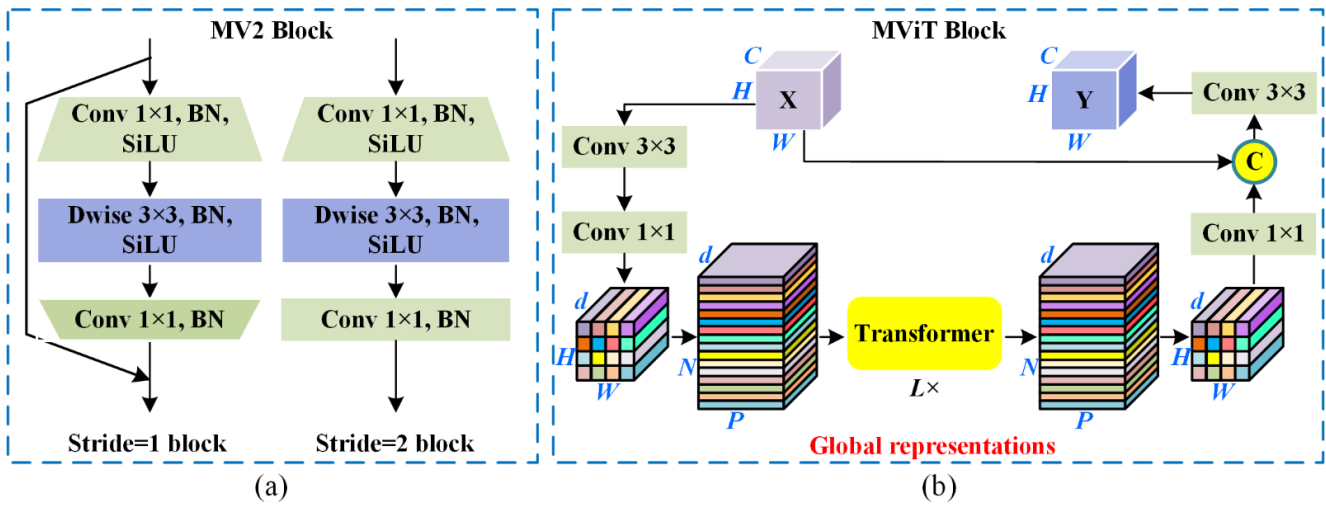 MV2 Block
Conv 1×1, BN,
SiLU
Dwise 3×3, BN,
SiLU
Conv 1×1, BN
Stride=1 block
Conv 1×1, BN,
SiLU
Dwise 3×3, BN,
SiLU
Conv 1×1, BN
Stride=2 block
(a)
MViT Block
C
H
X
W
C
H
Y
W
Conv 3×3
Conv 3×3
C
Conv 1×1
Conv 1×1
d
H
W
d
N
P
Transformer
L×
d
N
P
d
H
W
Global representations
(b)